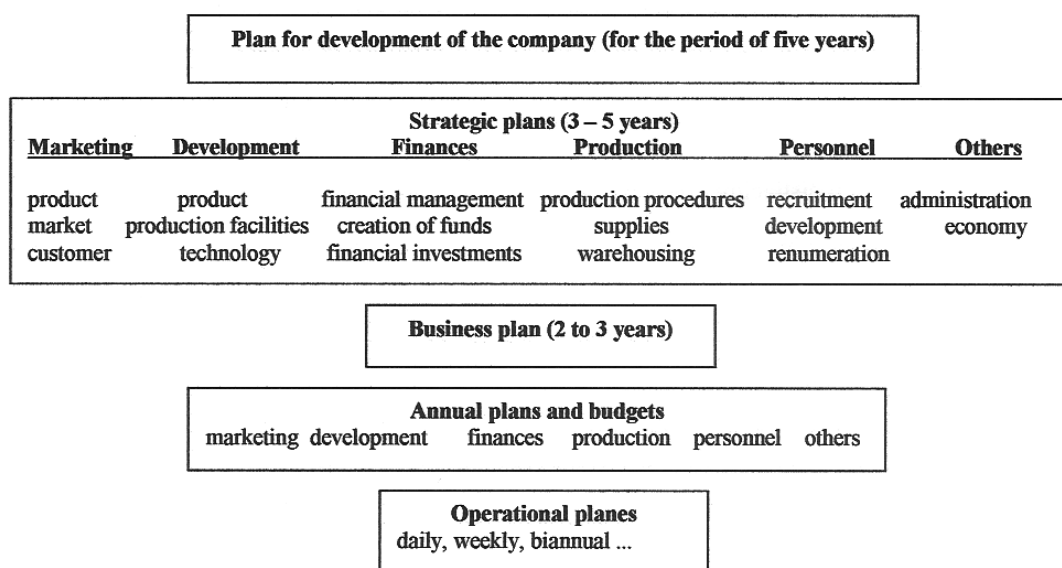 Plan for development of the company (for the period of five years)
Strategic plans (3 – 5 years)
Marketing Development Finances Production Personnel Others
product product financial management production procedures recruitment administration
market production facilities creation of funds supplies development economy
customer technology financial investments warehousing renumeration
Business plan (2 to 3 years)
Annual plans and budgets
marketing development finances production personnel others
Operational planes
daily, weekly, biannual ...